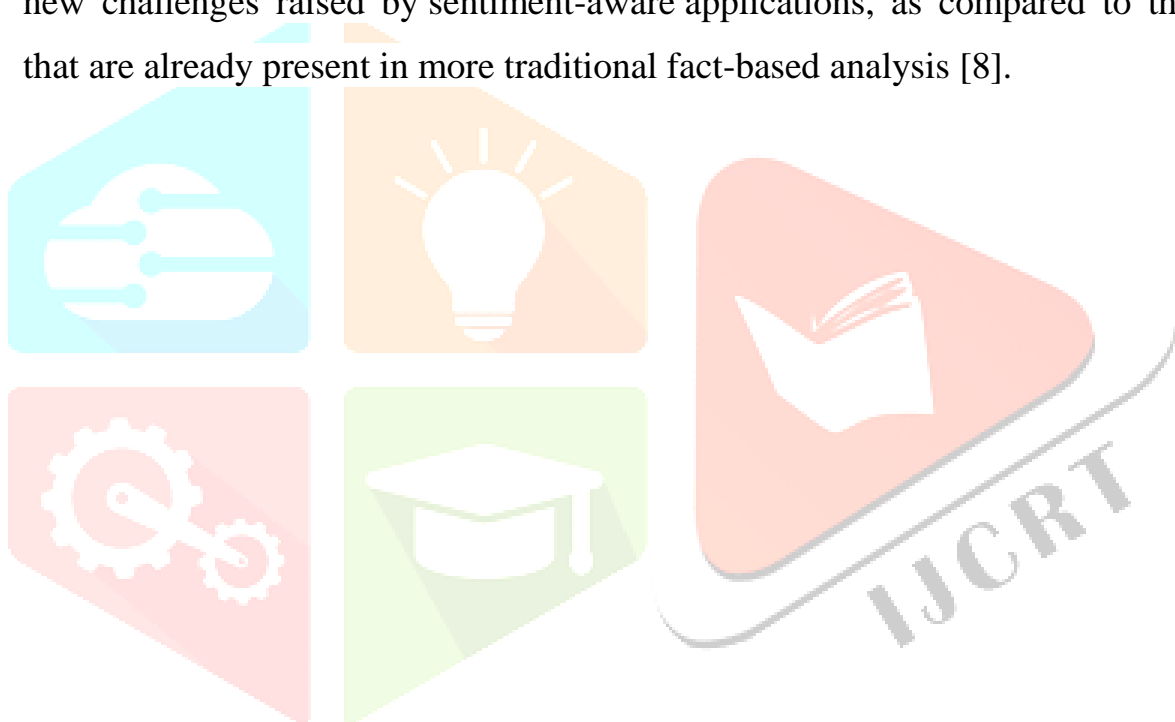 new challenges raised by sentiment-aware applications, as compared to
that are already present in more traditional fact-based analysis [8].
IJCRT